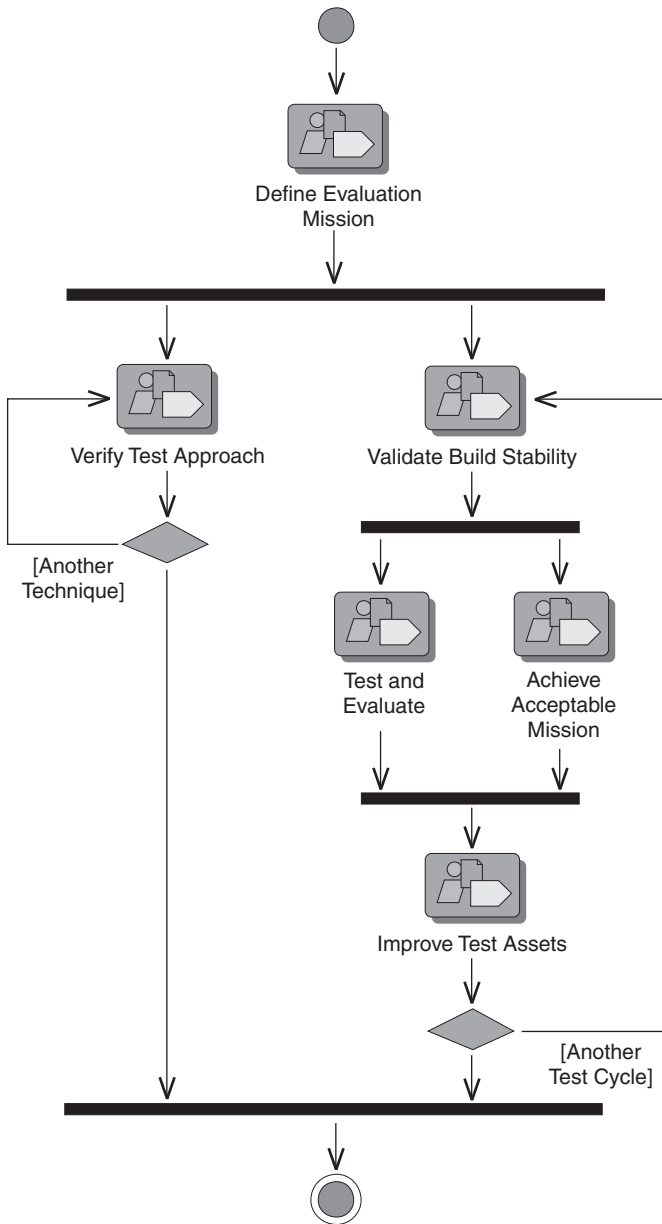 Define Evaluation
Mission
Verify Test Approach
Validate Build Stability
[Another
Technique]
Test and
Evaluate
Achieve
Acceptable
Mission
Improve Test Assets
[Another
Test Cycle]